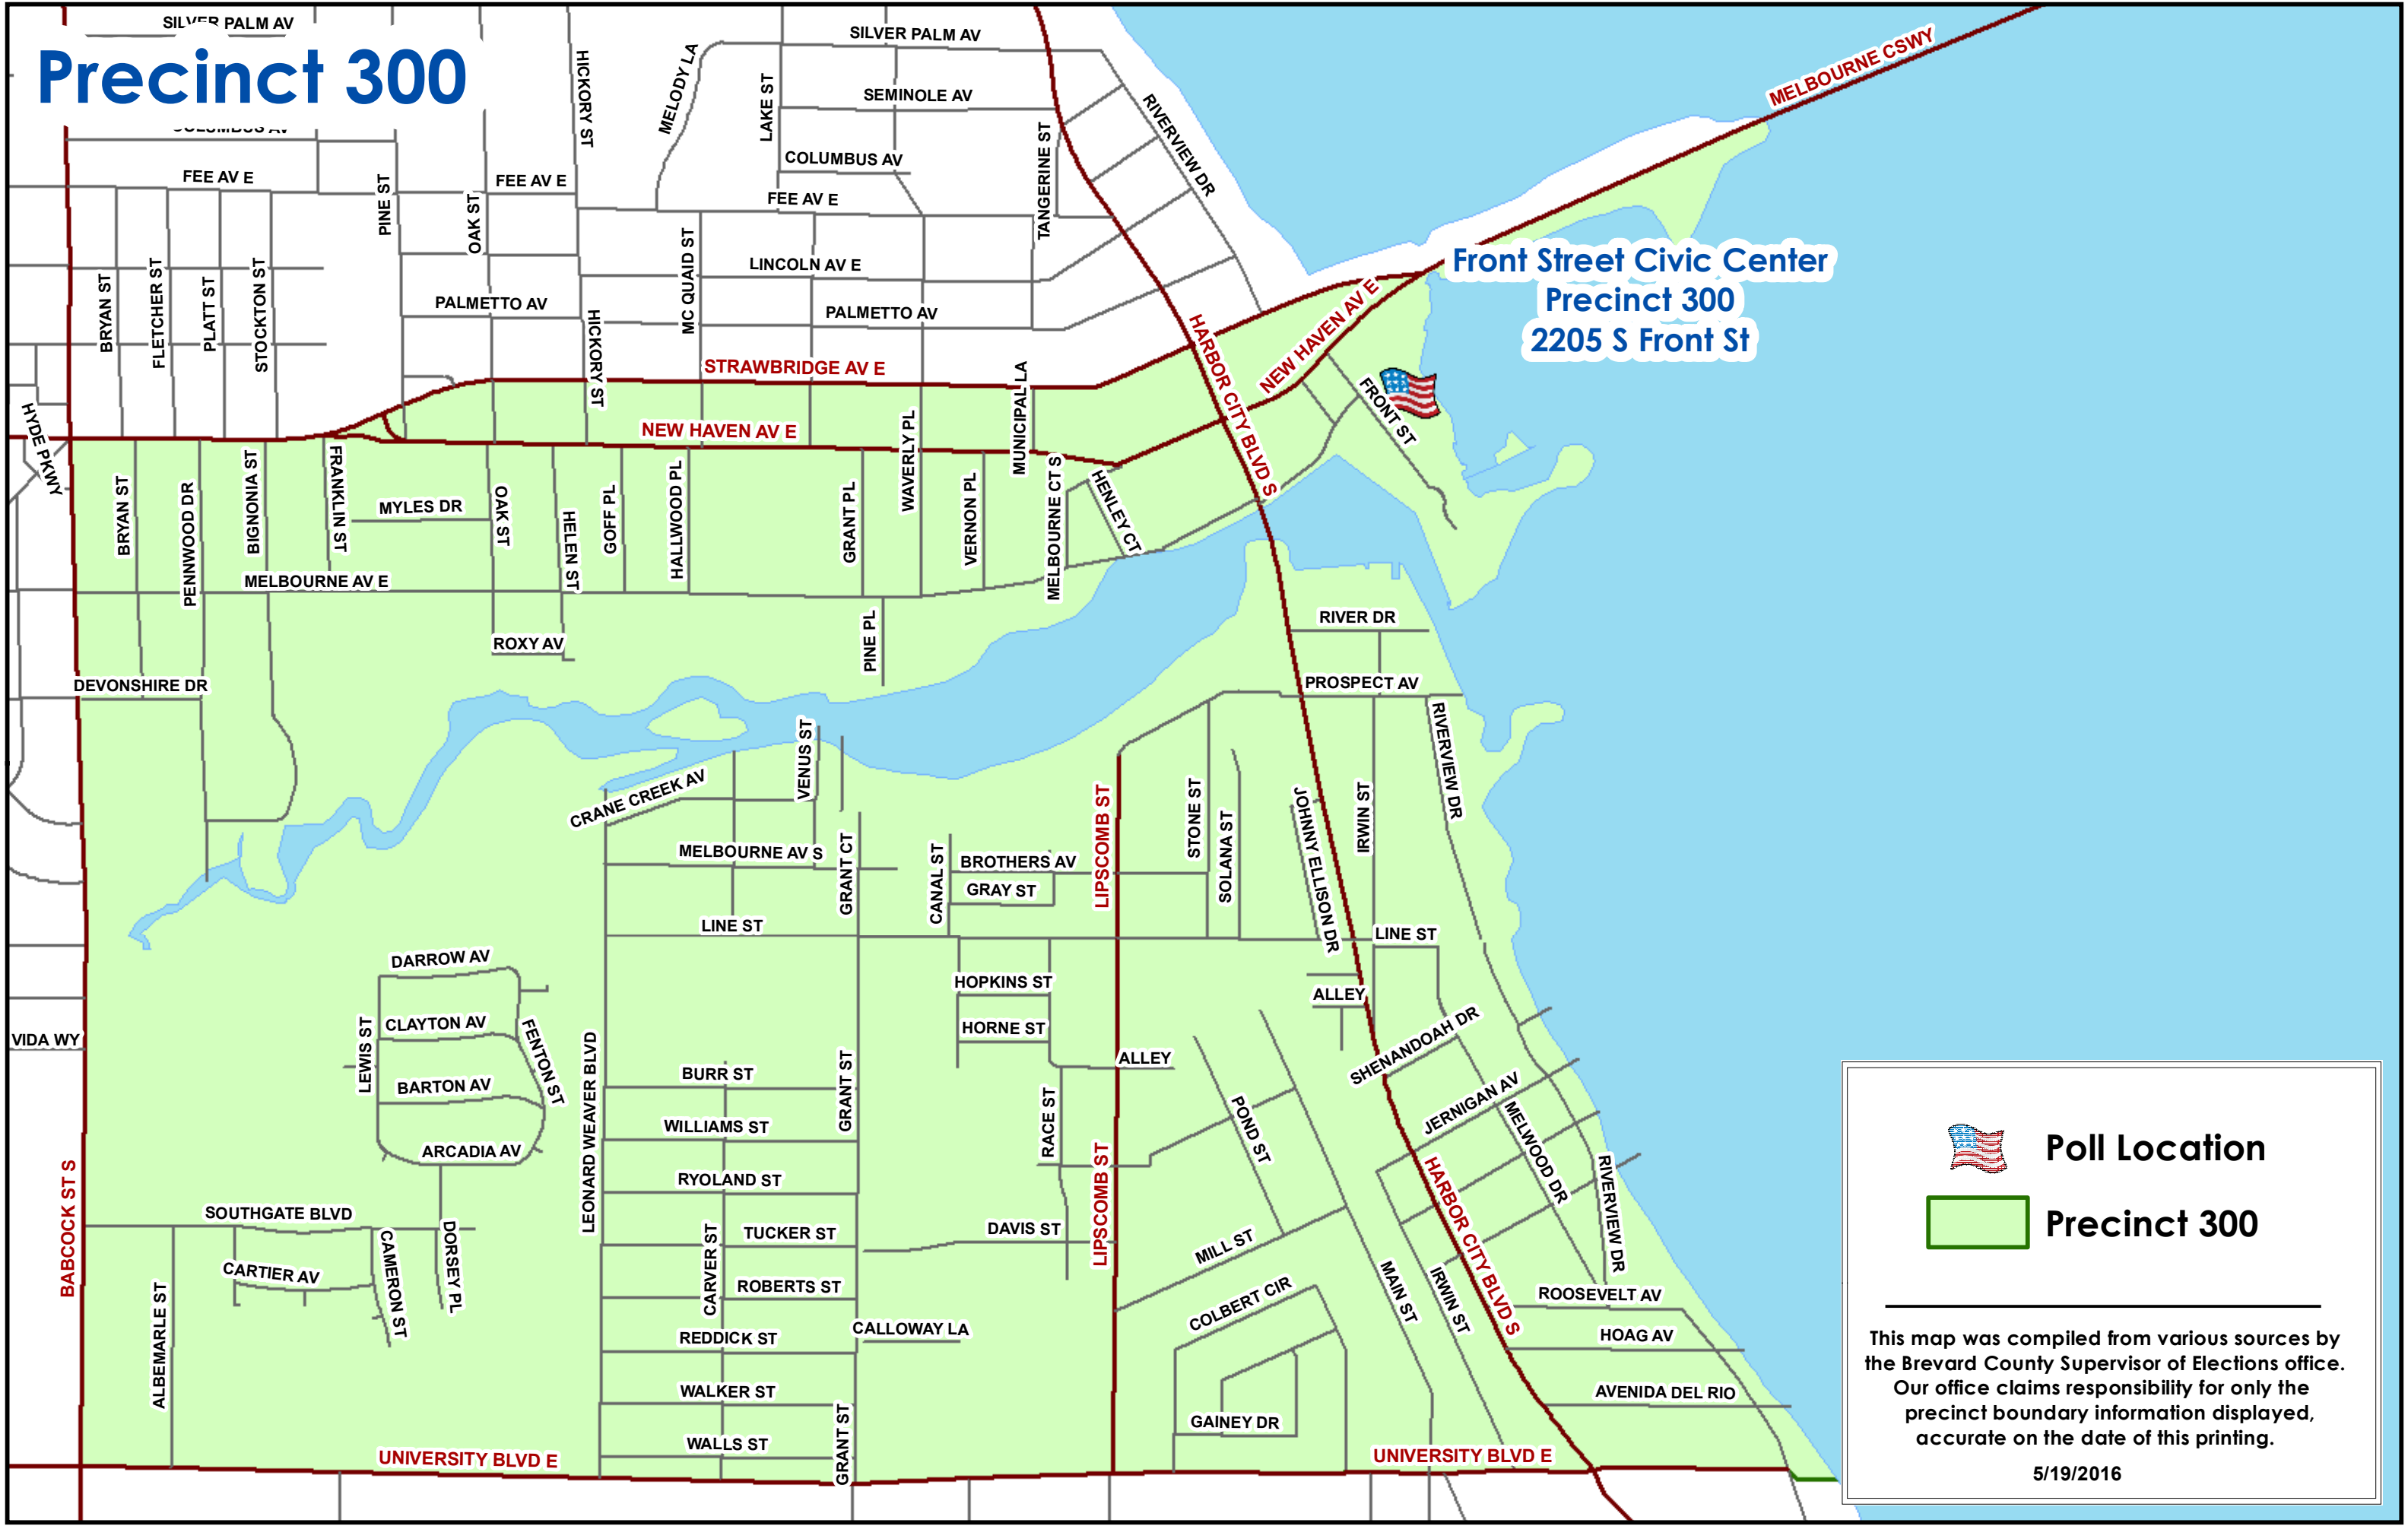 Precinct 300
SILVER PALM AV
SILVER PALM AV
MELBOURNE CSWY
HICKORY ST
MELODY LA
LAKE ST
SEMINOLE AV
RIVERVIEW DR
COLUMBUS AV
COLUMBUS AV
TANGERINE ST
FEE AV E
FEE AV E
FEE AV E
PINE ST
OAK ST
MC QUAID ST
LINCOLN AV E
BRYAN ST
FLETCHER ST
PLATT ST
STOCKTON ST
PALMETTO AV
PALMETTO AV
HICKORY ST
Front Street Civic Center
Precinct 300
2205 S Front St
STRAWBRIDGE AV E
HARBOR CITY BLVD S
NEW HAVEN AV E
FRONT ST
HYDE PKWY
NEW HAVEN AV E
WAVERLY PL
MUNICIPAL LA
BRYAN ST
PENNWOOD DR
BIGNONIA ST
FRANKLIN ST
MYLES DR
OAK ST
HELEN ST
GOFF PL
HALLWOOD PL
GRANT PL
VERNON PL
MELBOURNE CT S
HENLEY CT
MELBOURNE AV E
ROXY AV
PINE PL
RIVER DR
DEVONSHIRE DR
PROSPECT AV
RIVERVIEW DR
VENUS ST
CRANE CREEK AV
LIPSCOMB ST
STONE ST
SOLANA ST
JOHNNY ELLISON DR
IRWIN ST
MELBOURNE AV S
GRANT CT
CANAL ST
BROTHERS AV
GRAY ST
LINE ST
LINE ST
DARROW AV
HOPKINS ST
ALLEY
CLAYTON AV
LEWIS ST
FENTON ST
HORNE ST
SHENANDOAH DR
VIDA WY
ALLEY
LEONARD WEAVER BLVD
BURR ST
GRANT ST
BARTON AV
RACE ST
JERNIGAN AV
POND ST
MELWOOD DR
WILLIAMS ST
ARCADIA AV
LIPSCOMB ST
RIVERVIEW DR
BABCOCK ST S
RYOLAND ST
HARBOR CITY BLVD S
SOUTHGATE BLVD
TUCKER ST
DAVIS ST
MILL ST
CARVER ST
CAMERON ST
DORSEY PL
CARTIER AV
ALBEMARLE ST
ROBERTS ST
COLBERT CIR
MAIN ST
IRWIN ST
ROOSEVELT AV
CALLOWAY LA
REDDICK ST
HOAG AV
WALKER ST
AVENIDA DEL RIO
GAINEY DR
GRANT ST
WALLS ST
UNIVERSITY BLVD E
UNIVERSITY BLVD E
Poll Location
Precinct 300
This map was compiled from various sources by
the Brevard County Supervisor of Elections office.
Our office claims responsibility for only the
precinct boundary information displayed,
accurate on the date of this printing.
5/19/2016